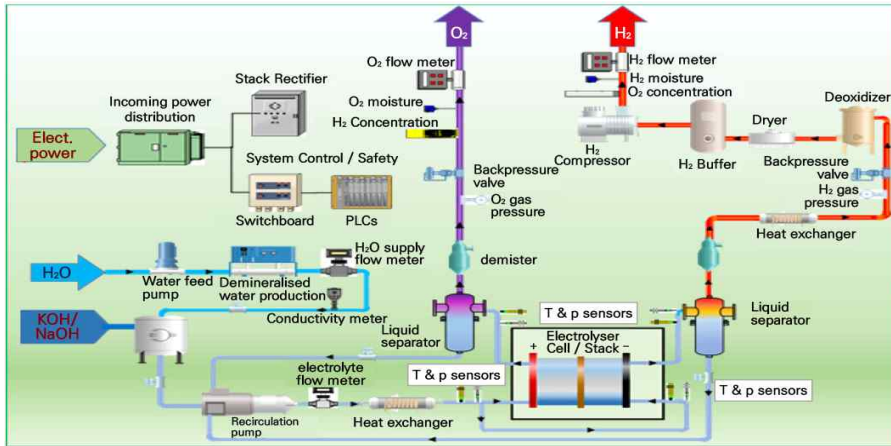 O₂
H₂
O₂ flow meter
H₂ flow meter
H₂ moisture
O₂ concentration
Stack Rectifier
Incoming power
distribution
O₂ moisture
H₂ Concentration
Deoxidizer
Dryer
H₂
Compressor
H₂ Buffer
Elect.
power
System Control / Safety
Backpressure
valve
Backpressure
valve
O₂ gas
pressure
H₂ gas
pressure
Switchboard
PLCs
Heat exchanger
H₂O supply
flow meter
demister
H₂O
Water feed
pump
Demineralised
water production
Conductivity meter
KOH/
NaOH
Liquid
separator
T & p sensors
Liquid
separator
+
Electrolyser
Cell / Stack
−
electrolyte
flow meter
T & p sensors
T & p sensors
Recirculation
pump
Heat exchanger